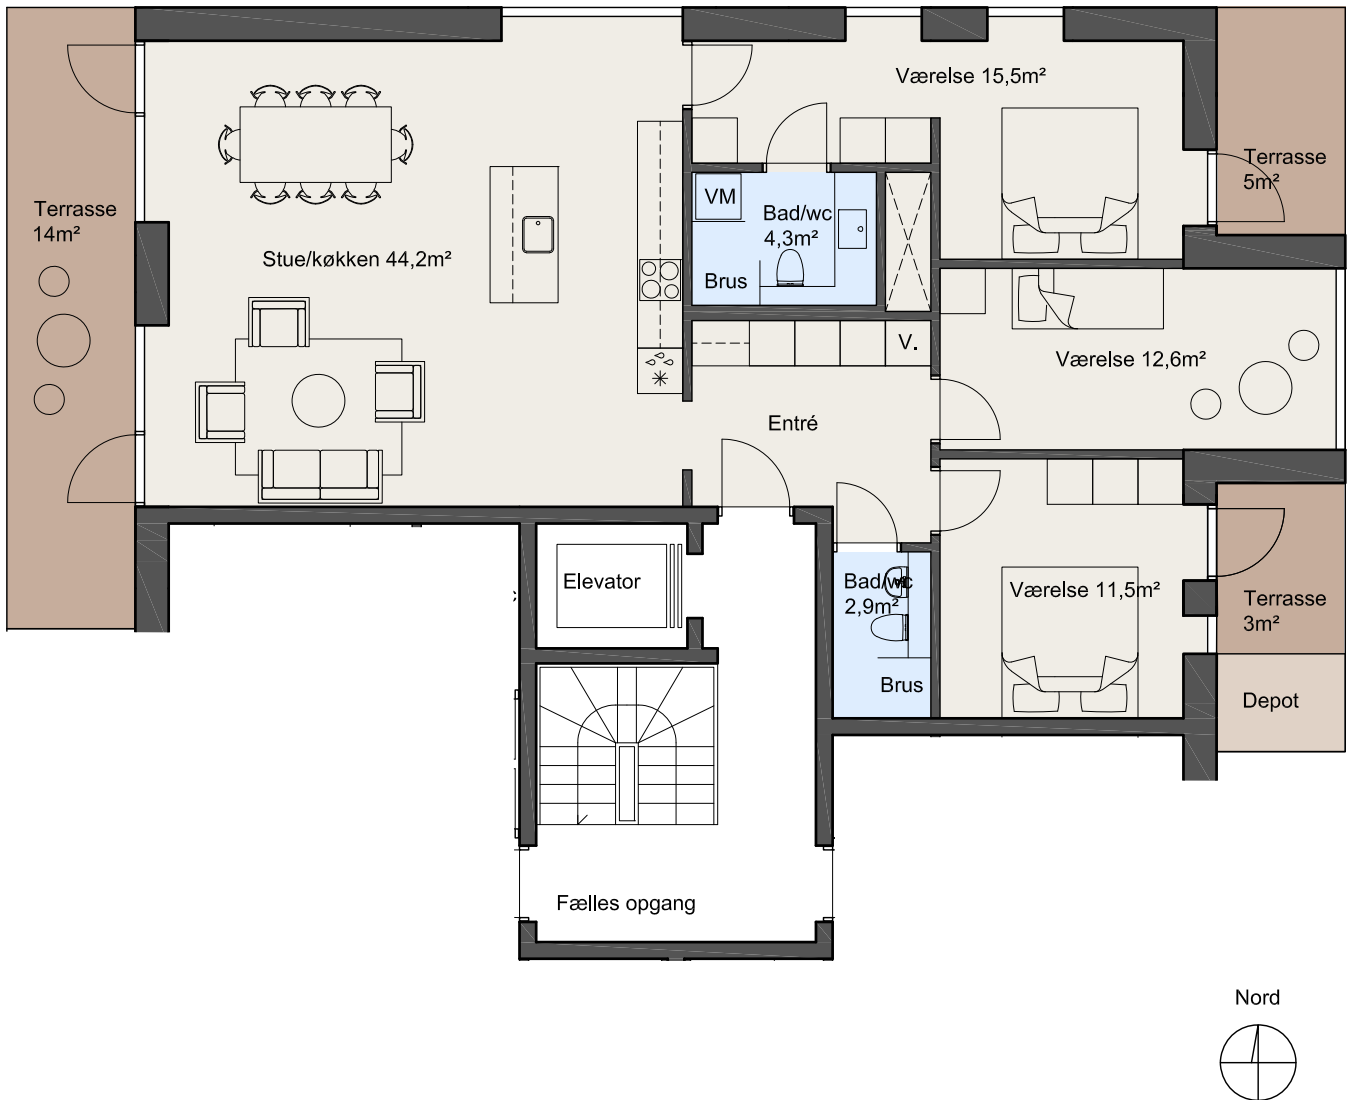 Værelse 15,5m²
Terrasse
5m²
VM
Bad/wc
4,3m²
Terrasse
14m²
Stue/køkken 44,2m²
Brus
V.
Værelse 12,6m²
Entré
Elevator
Bad/wc
2,9m²
Værelse 11,5m²
Terrasse
3m²
Brus
Depot
Fælles opgang
Nord